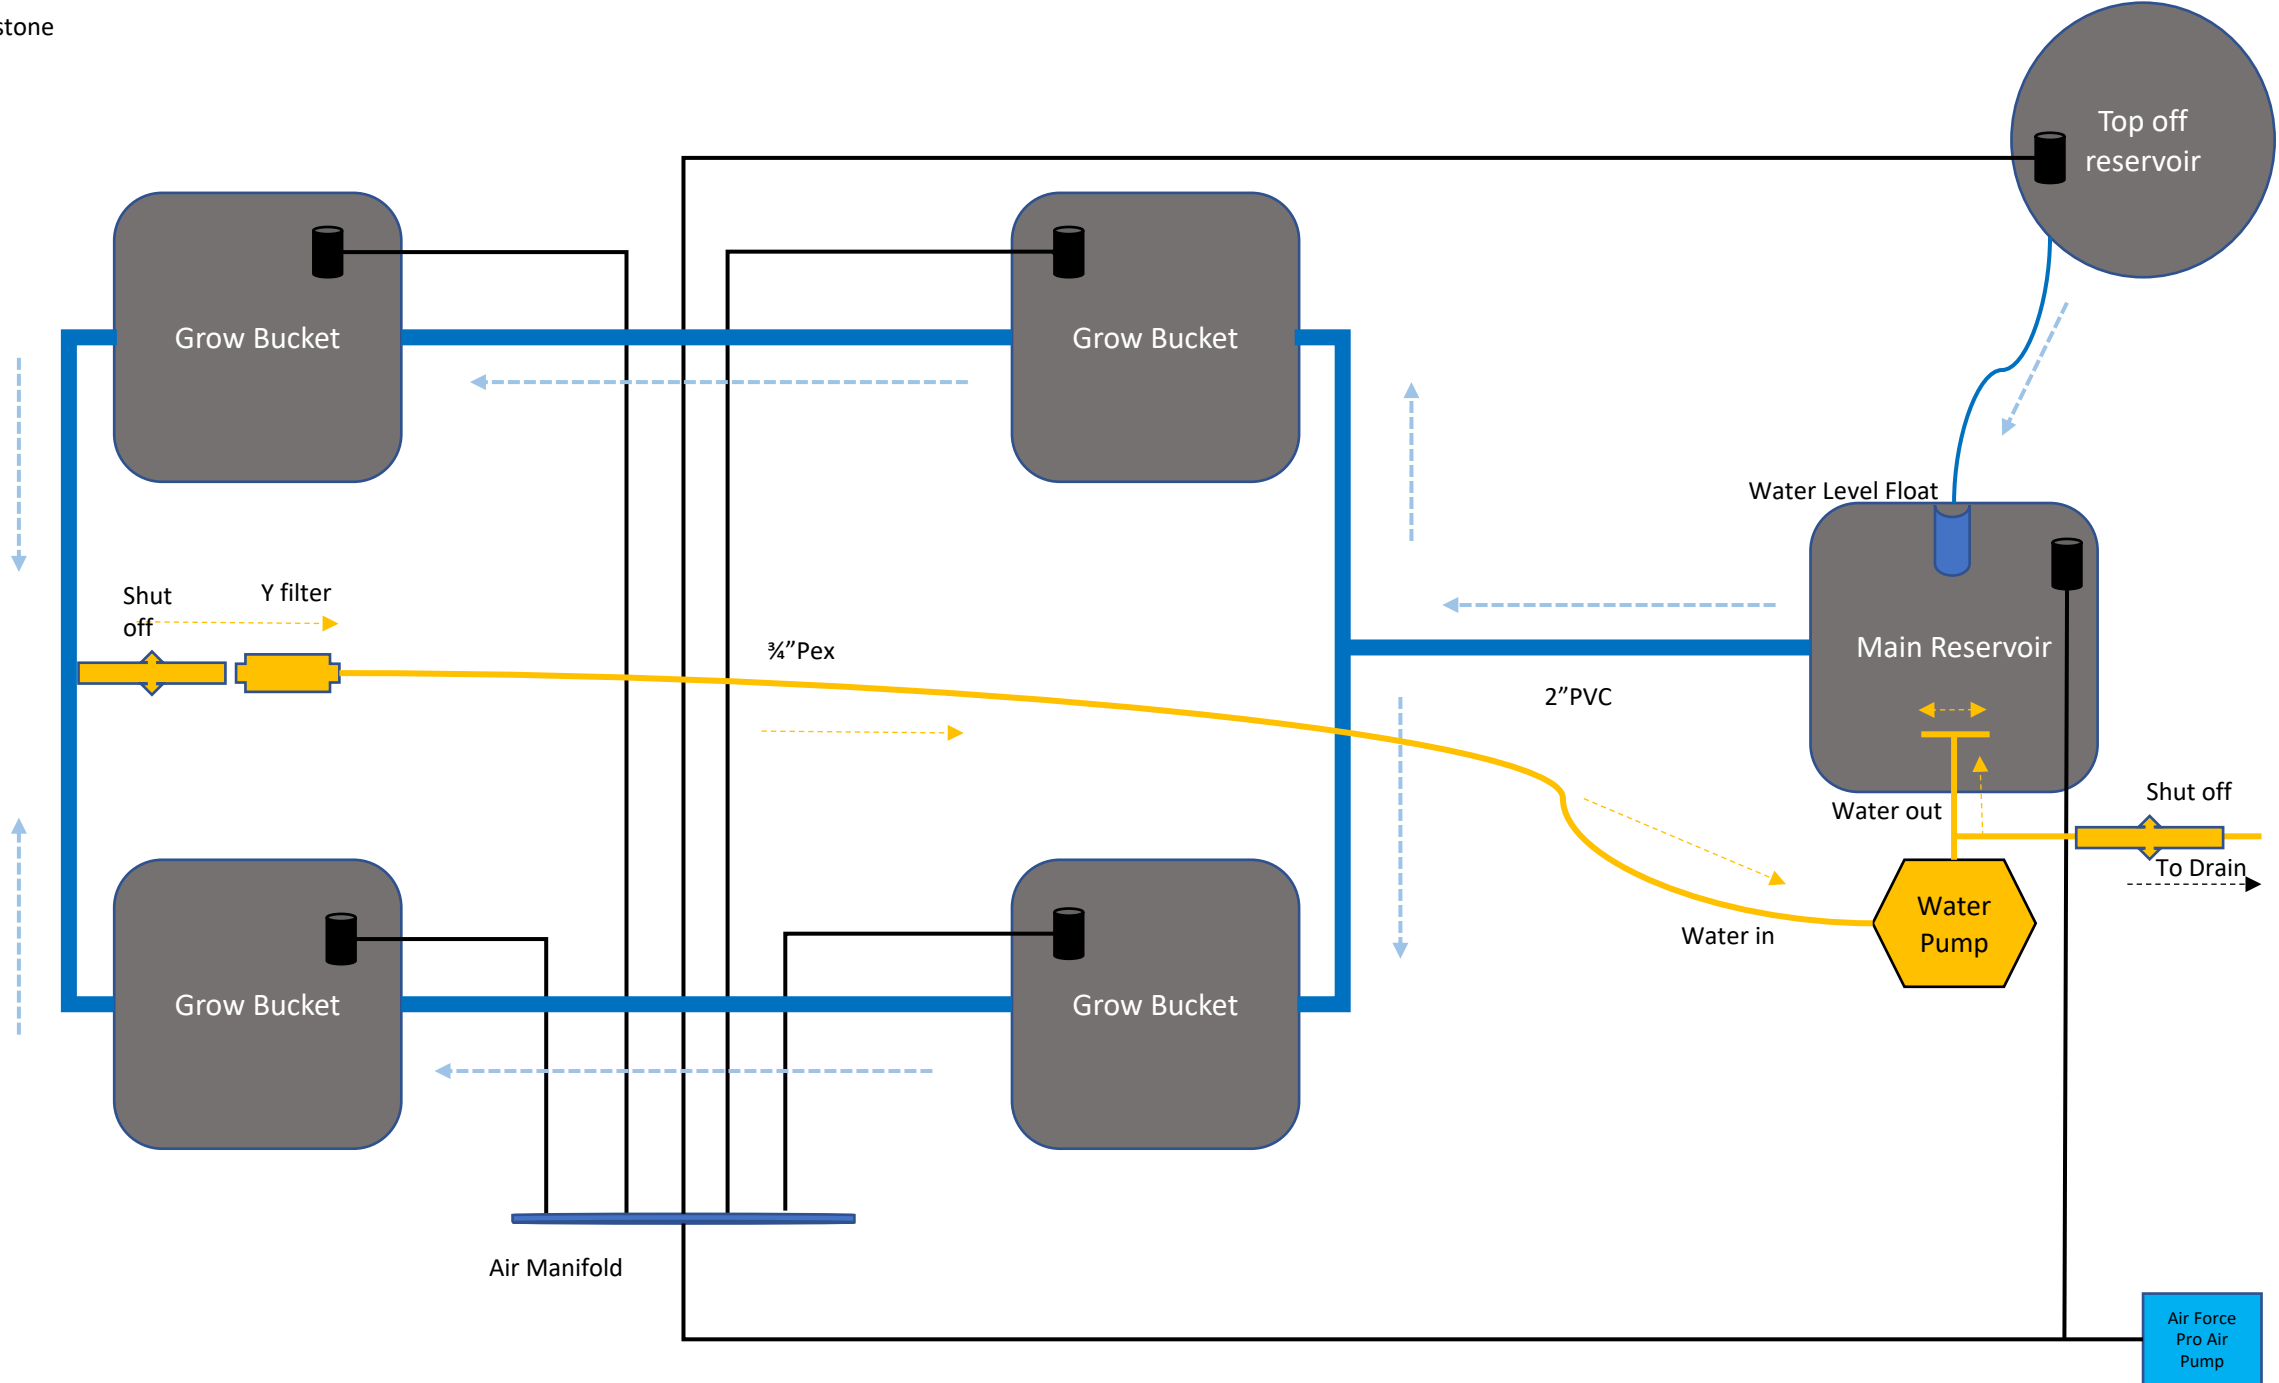 stone
Top off
reservoir
Grow Bucket
Grow Bucket
Water Level Float
Shut
off
Y filter
¾”Pex
Main Reservoir
2”PVC
Water out
Shut off
To Drain
Water
Pump
Water in
Grow Bucket
Grow Bucket
Air Manifold
Air Force
Pro Air
Pump